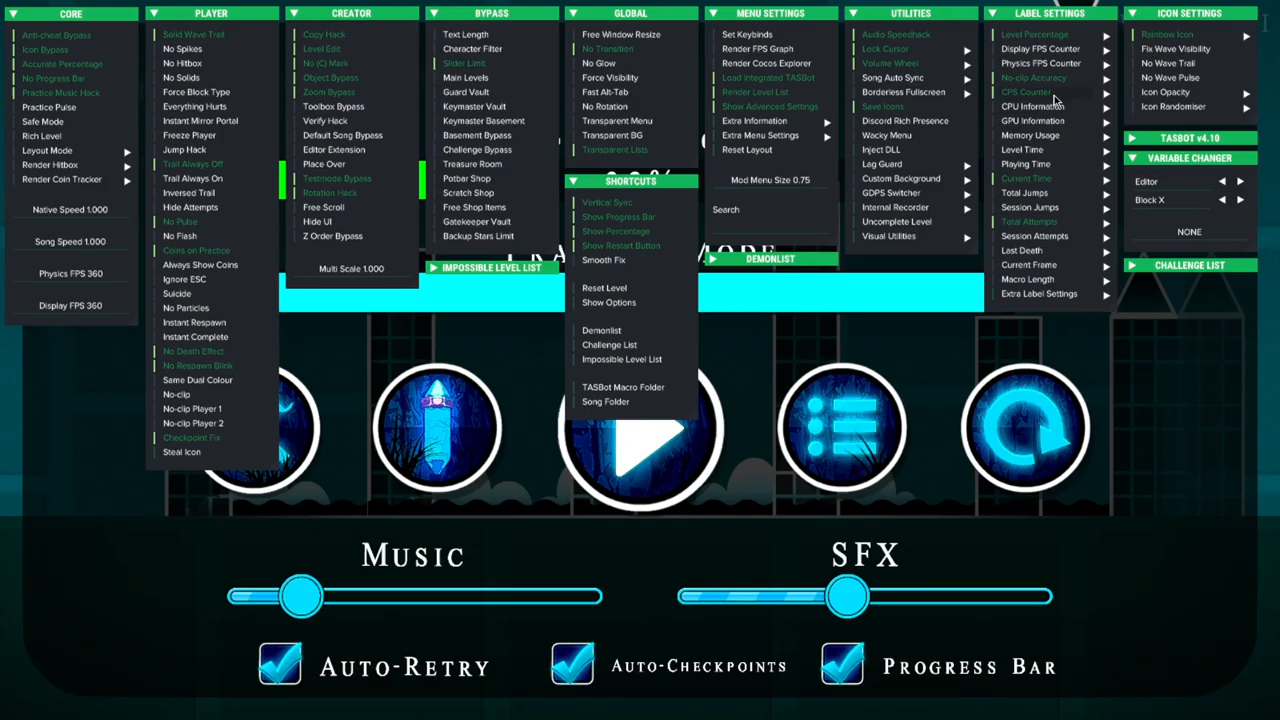 CORE
Anti-cheat Bypass
Icon Bypass
Accurate Percentage
No Progress Bar
Practice Music Hack
Practice Pulse
Safe Mode
Rich Level
Layout Mode
Render Hitbox
Render Coin Tracker
Native Speed 1.000
Song Speed 1.000
Physics FPS 360
Display FPS 360
PLAYER
Solid Wave Trail
No Spikes
No Hitbox
No Solids
Force Block Type
Everything Hurts
Instant Mirror Portal
Freeze Player
Jump Hack
Trail Always Off
Trail Always On
Inversed Trail
Hide Attempts
No Pulse
No Flash
Coins on Practice
Always Show Coins
Ignore ESC
Suicide
No Particles
Instant Respawn
Instant Complete
No Death Effect
No Respawn Blink
Same Dual Colour
No-clip
No-clip Player 1
No-clip Player 2
Checkpoint Fix
Steal Icon
CREATOR
Copy Hack
Level Edit
No (C) Mark
Object Bypass
Zoom Bypass
Toolbox Bypass
Verify Hack
Default Song Bypass
Editor Extension
Place Over
Testmode Bypass
Rotation Hack
Free Scroll
Hide UI
Z Order Bypass
Multi Scale 1.000
BYPASS
Text Length
Character Filter
Slider Limit
Main Levels
Guard Vault
Keymaster Vault
Keymaster Basement
Basement Bypass
Challenge Bypass
Treasure Room
Potbar Shop
Scratch Shop
Free Shop Items
Gatekeeper Vault
Backup Stars Limit
IMPOSSIBLE LEVEL LIST
GLOBAL
Free Window Resize
No Transition
No Glow
Force Visibility
Fast Alt-Tab
No Rotation
Transparent Menu
Transparent BG
Transparent Lists
SHORTCUTS
Vertical Sync
Show Progress Bar
Show Percentage
Show Restart Button
Smooth Fix
Reset Level
Show Options
Demonlist
Challenge List
Impossible Level List
TASBot Macro Folder
Song Folder
MENU SETTINGS
Set Keybinds
Render FPS Graph
Render Cocos Explorer
Load Integrated TASBot
Render Level List
Show Advanced Settings
Extra Information
Extra Menu Settings
Reset Layout
Mod Menu Size 0.75
Search
DEMONLIST
UTILITIES
Audio Speedhack
Lock Cursor
Volume Wheel
Song Auto Sync
Borderless Fullscreen
Save Icons
Discord Rich Presence
Wacky Menu
Inject DLL
Lag Guard
Custom Background
GDPS Switcher
Internal Recorder
Uncomplete Level
Visual Utilities
LABEL SETTINGS
Level Percentage
Display FPS Counter
Physics FPS Counter
No-clip Accuracy
CPS Counter
CPU Information
GPU Information
Memory Usage
Level Time
Playing Time
Current Time
Total Jumps
Session Jumps
Total Attempts
Session Attempts
Last Death
Current Frame
Macro Length
Extra Label Settings
ICON SETTINGS
Rainbow Icon
Fix Wave Visibility
No Wave Trail
No Wave Pulse
Icon Opacity
Icon Randomiser
TASBOT v4.10
VARIABLE CHANGER
Editor
Block X
NONE
CHALLENGE LIST
MUSIC
SFX
AUTO-RETRY
AUTO-CHECKPOINTS
PROGRESS BAR